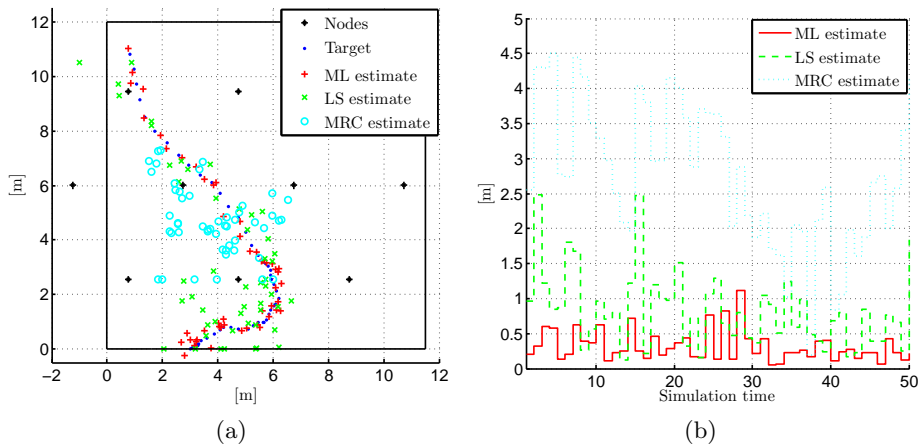 12
10
8
6
4
2
0
[m]
−2
0
2
4
6
8
10
12
[m]
Nodes
Target
ML estimate
LS estimate
MRC estimate
(a)
5
4.5
4
3.5
3
2.5
2
1.5
1
0.5
0
[m]
10
20
30
40
50
Simulation time
ML estimate
LS estimate
MRC estimate
(b)